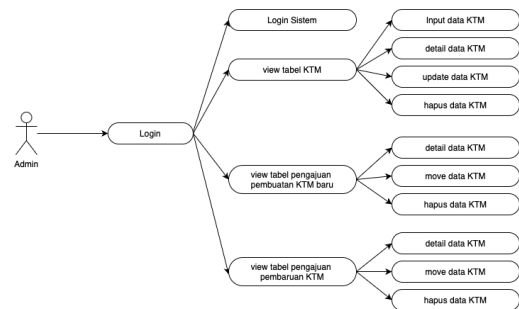 Admin
Login
Login Sistem
view tabel KTM
Input data KTM
detail data KTM
update data KTM
hapus data KTM
view tabel pengajuan
pembuatan KTM baru
detail data KTM
move data KTM
hapus data KTM
view tabel pengajuan
pembaruan KTM
detail data KTM
move data KTM
hapus data KTM